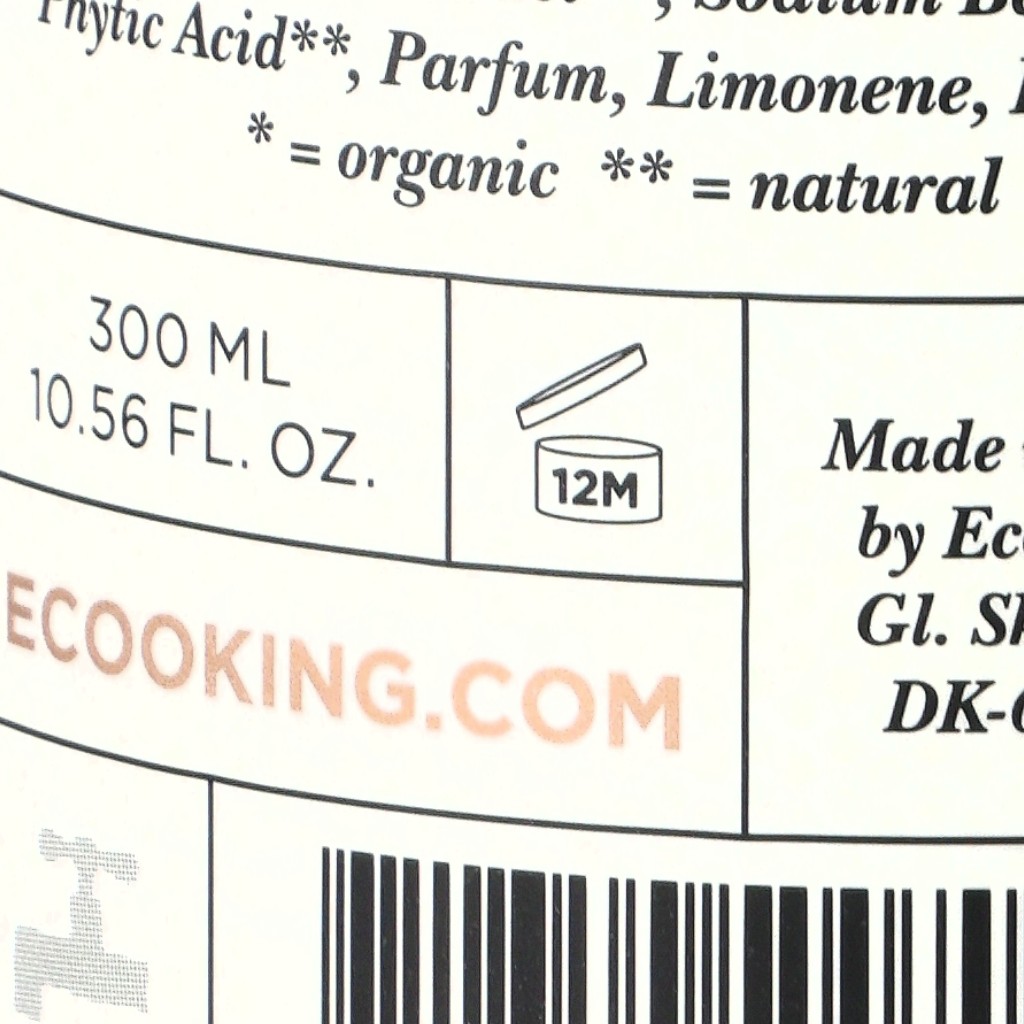 Phytic Acid**, Parfum, Limonene,
* = organic ** = natural
300 ML
10.56 FL. OZ.
12M
Made
by
Gl.
ECOOKING.COM